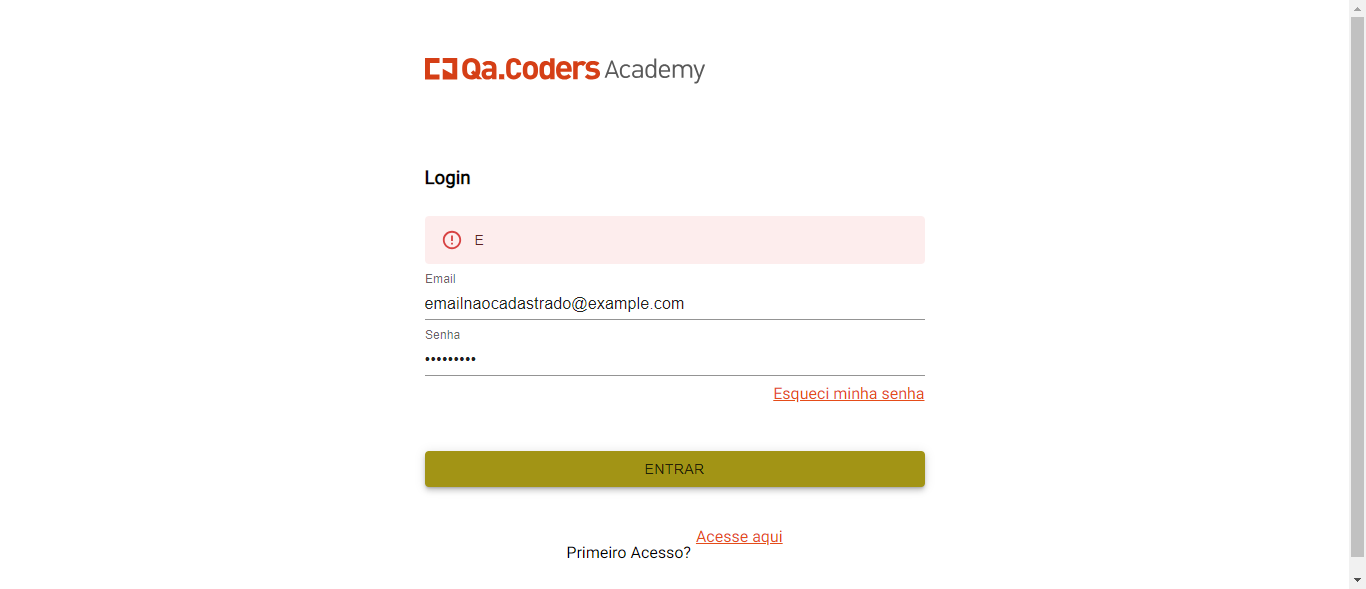 Qa.Coders Academy
Login
E
Email
emailnaocadastrado@example.com
Senha
•••••••••
Esqueci minha senha
ENTRAR
Primeiro Acesso? Acesse aqui